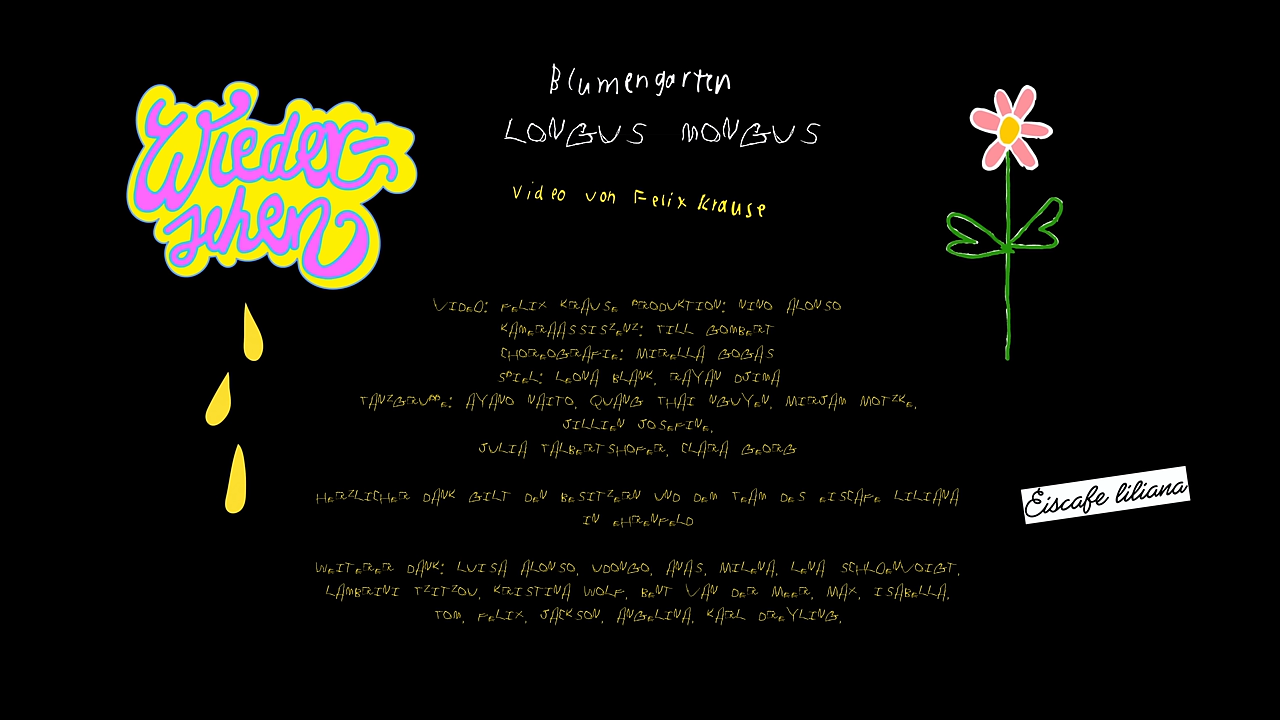 Wieder-
sehen
Blumengarten
LONGUS MONGUS
Video von Felix Krause
VIDEO: FELIX KRAUSE PRODUKTION: NINO ALONSO
KAMERAASSISZENZ: TILL GOMBERT
CHOREOGRAFIE: MIRELLA GOGAS
SPIEL: LEONA BLANK, RAYAN DJIMA
TANZGRUPPE: AYANO NAITO, QUANG THAI NGUYEN, MIRJAM MOTZKE,
JILLIEN JOSEFINE,
JULIA TALBERTSHOFER, CLARA GEORG
HERZLICHER DANK GILT DEN BESITZERN UND DEM TEAM DES EISCAFE LILIANA
IN EHRENFELD
Eiscafe liliana
WEITERER DANK: LUISA ALONSO, UDONGO, ANAS, MILENA, LENA SCHLOENVOIGT,
LAMBRINI TZITZOU, KRISTINA WOLF, BENT VAN DER MEER, MAX, ISABELLA,
TOM, FELIX, JACKSON, ANGELINA, KARL DREYLING,